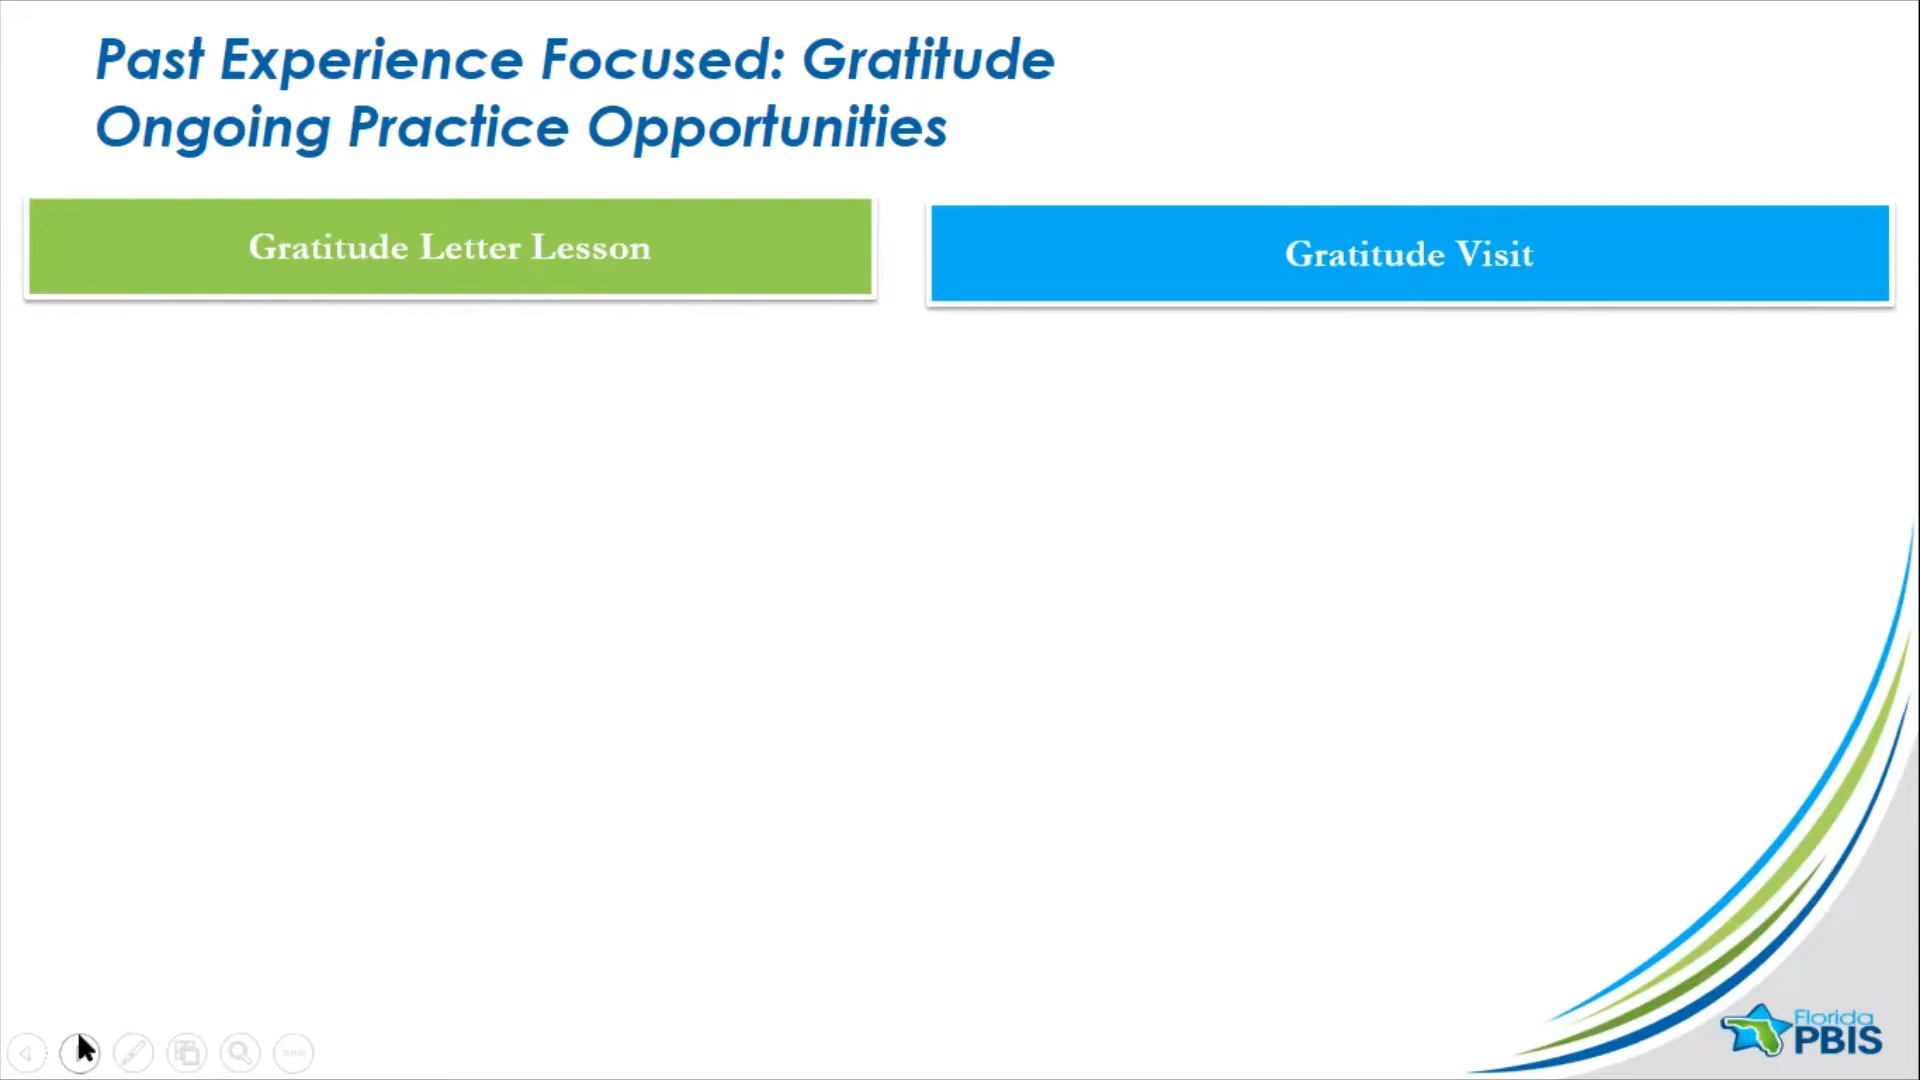 Past Experience Focused: Gratitude
Ongoing Practice Opportunities
Gratitude Letter Lesson
Gratitude Visit
Florida
PBIS